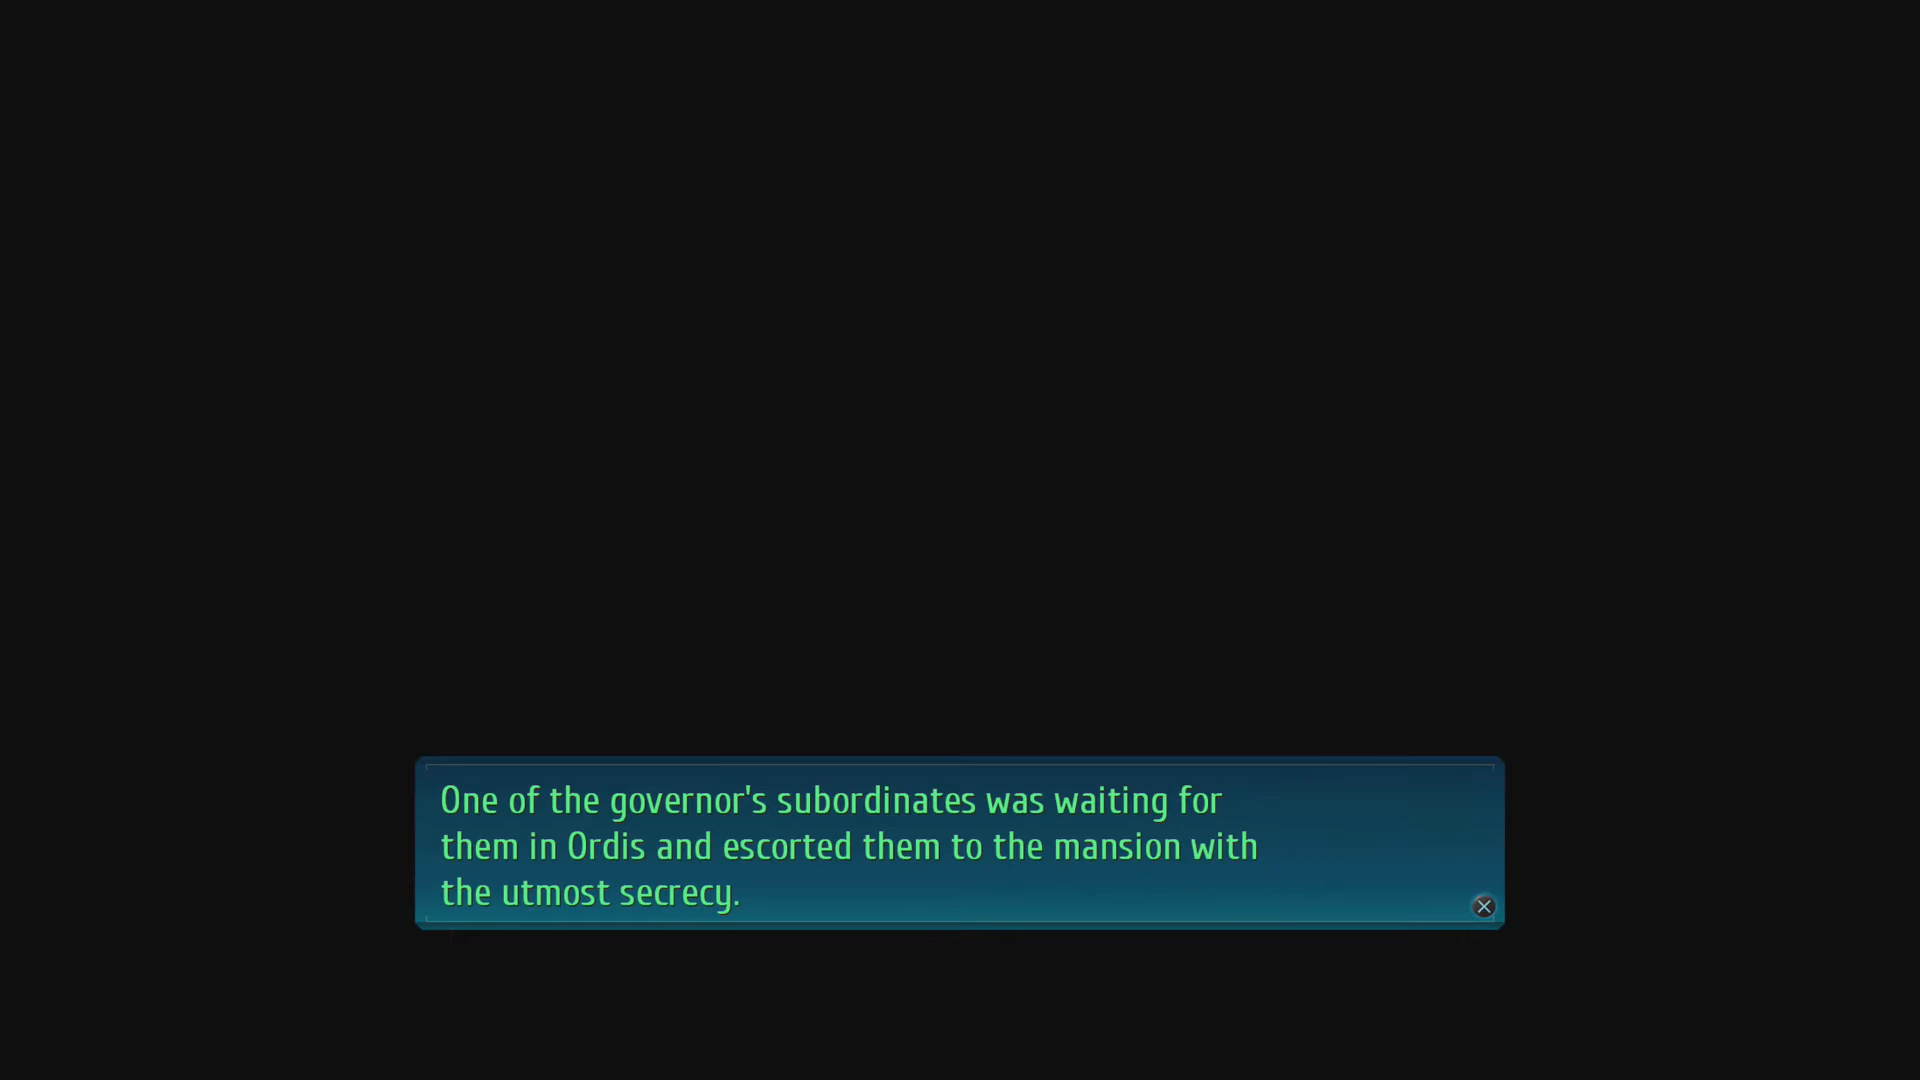 One of the governor's subordinates was waiting for
them in Ordis and escorted them to the mansion with
the utmost secrecy.